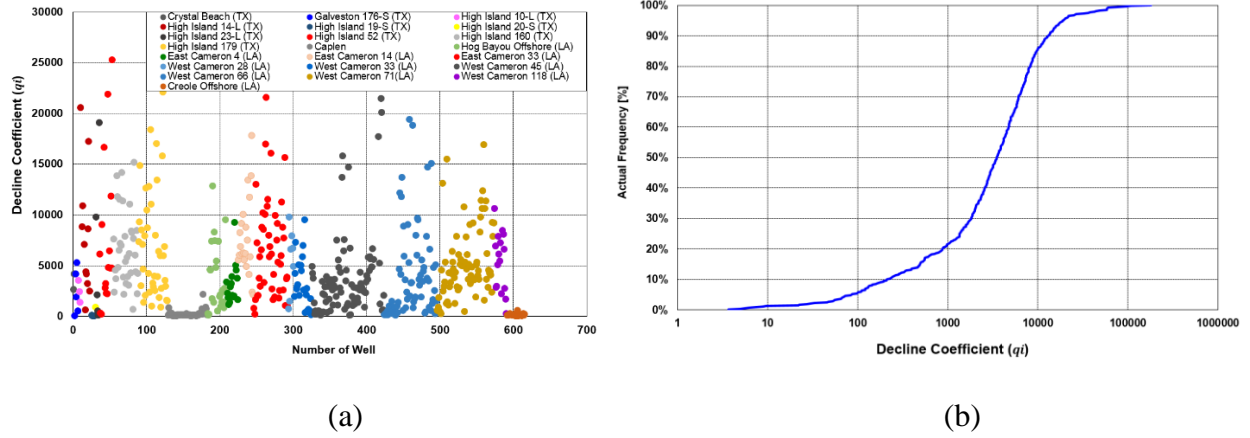 Crystal Beach (TX) Galveston 176-S (TX) High Island 10-L (TX)
High Island 14-L (TX) High Island 19-S (TX) High Island 20-S (TX)
High Island 23-L (TX) High Island 52 (TX) High Island 160 (TX)
High Island 179 (TX) Caplen Hog Bayou Offshore (LA)
East Cameron 4 (LA) East Cameron 14 (LA) East Cameron 33 (LA)
West Cameron 28 (LA) West Cameron 33 (LA) West Cameron 45 (LA)
West Cameron 66 (LA) West Cameron 71(LA) West Cameron 118 (LA)
Creole Offshore (LA)
Decline Coefficient (qi)
30000
25000
20000
15000
10000
5000
0
0 100 200 300 400 500 600 700
Number of Well
(a)
Actual Frequency [%]
100%
90%
80%
70%
60%
50%
40%
30%
20%
10%
0%
1 10 100 1000 10000 100000 1000000
Decline Coefficient (qi)
(b)